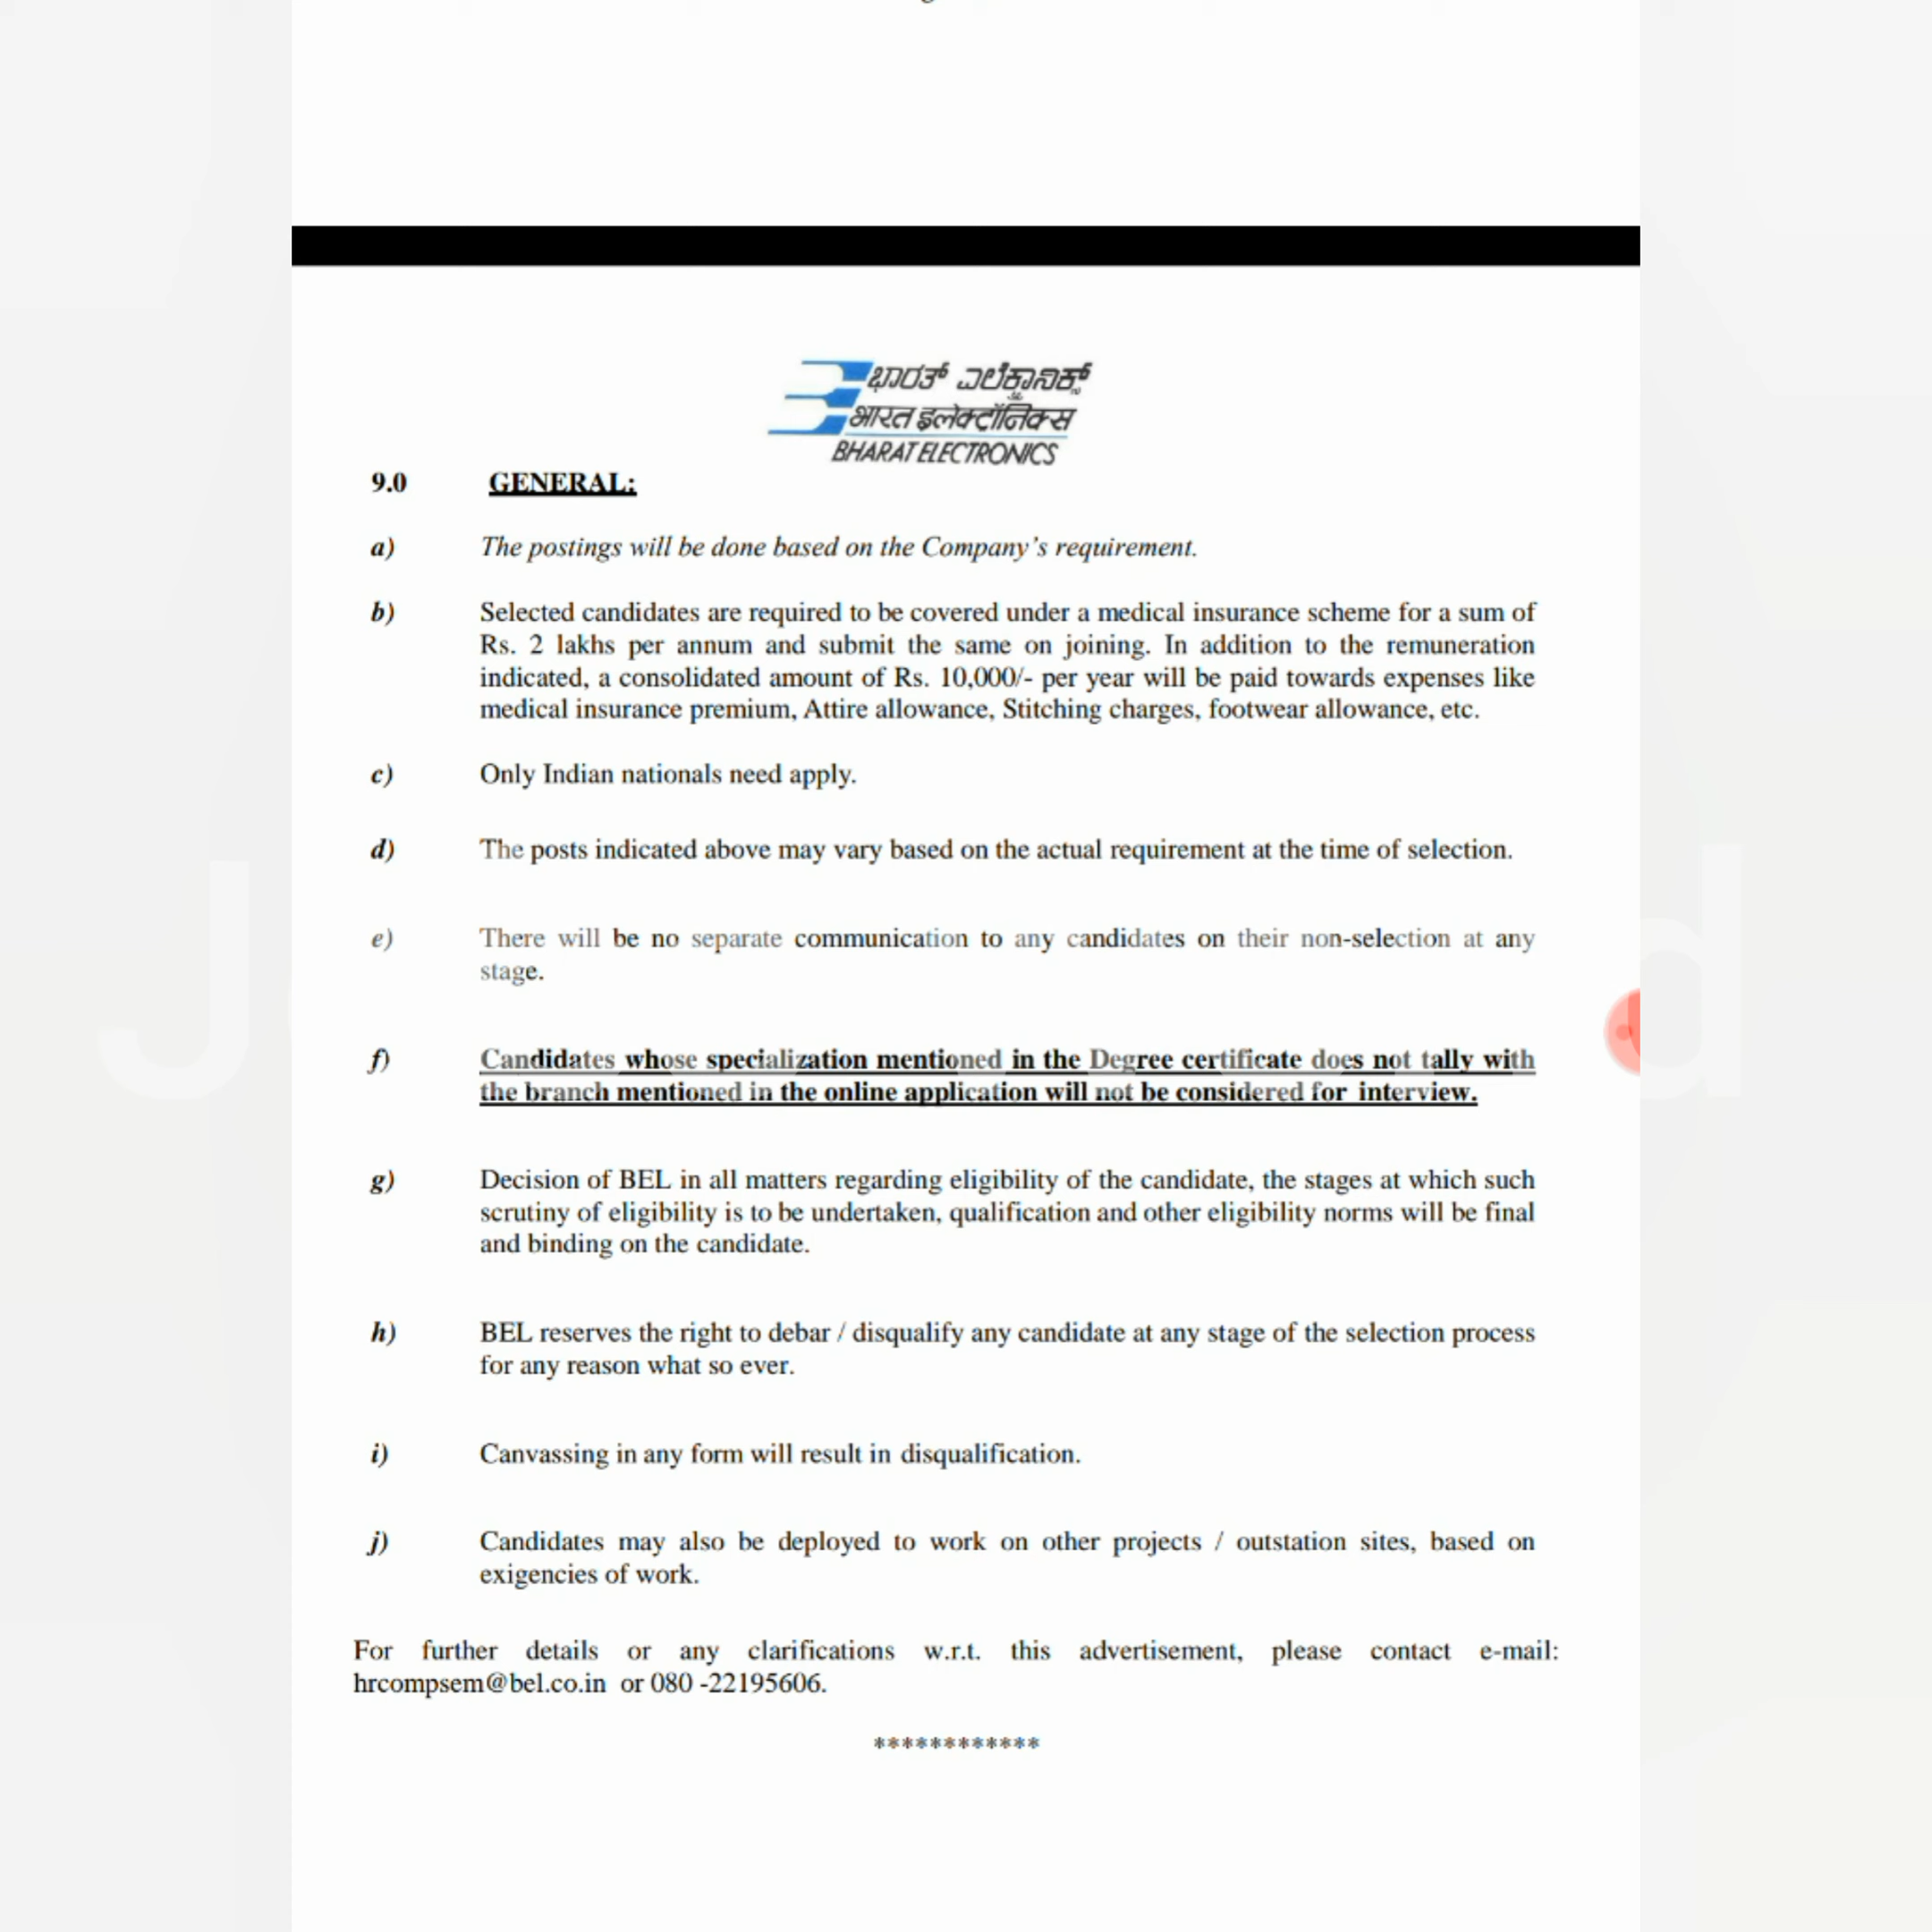 ಭಾರತ್ ಎಲೆಕ್ಟ್ರಾನಿಕ್ಸ್
भारत इलेक्ट्रॉनिक्स
BHARAT ELECTRONICS
9.0 GENERAL:
a) The postings will be done based on the Company’s requirement.
b) Selected candidates are required to be covered under a medical insurance scheme for a sum of
Rs. 2 lakhs per annum and submit the same on joining. In addition to the remuneration
indicated, a consolidated amount of Rs. 10,000/- per year will be paid towards expenses like
medical insurance premium, Attire allowance, Stitching charges, footwear allowance, etc.
c) Only Indian nationals need apply.
d) The posts indicated above may vary based on the actual requirement at the time of selection.
e) There will be no separate communication to any candidates on their non-selection at any
stage.
f) Candidates whose specialization mentioned in the Degree certificate does not tally with
the branch mentioned in the online application will not be considered for interview.
g) Decision of BEL in all matters regarding eligibility of the candidate, the stages at which such
scrutiny of eligibility is to be undertaken, qualification and other eligibility norms will be final
and binding on the candidate.
h) BEL reserves the right to debar / disqualify any candidate at any stage of the selection process
for any reason what so ever.
i) Canvassing in any form will result in disqualification.
j) Candidates may also be deployed to work on other projects / outstation sites, based on
exigencies of work.
For further details or any clarifications w.r.t. this advertisement, please contact e-mail:
hrcompsem@bel.co.in or 080 -22195606.
************